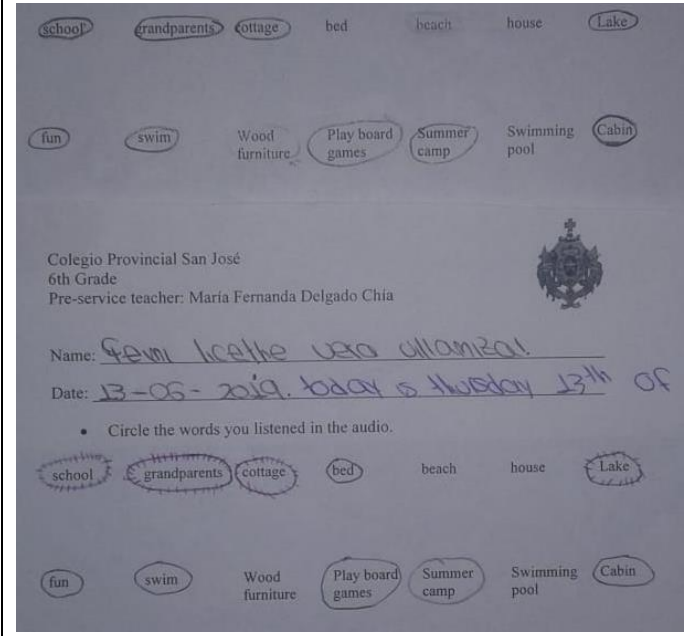 school grandparents cottage bed beach house Lake
fun swim Wood furniture Play board games Summer camp Swimming pool Cabin
Colegio Provincial San José
6th Grade
Pre-service teacher: María Fernanda Delgado Chía
Name: licethe vera
Date: 13-06-2019. today is thursday 13th OF
• Circle the words you listened in the audio.
school grandparents cottage bed beach house Lake
fun swim Wood furniture Play board games Summer camp Swimming pool Cabin